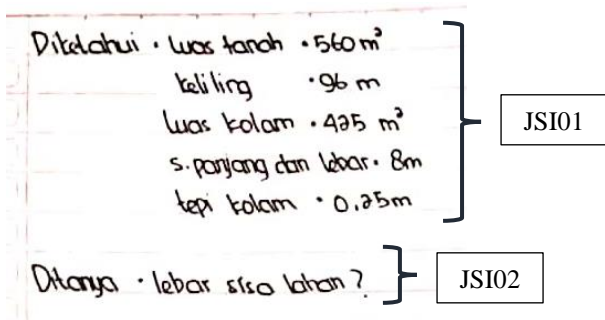 Diketahui · luas tanah · 560 m²
keliling · 96 m
luas kolam · 425 m²
s. panjang dan lebar · 8m
tepi kolam · 0,25m
JSI01
Ditanya · lebar sisa lahan?
JSI02